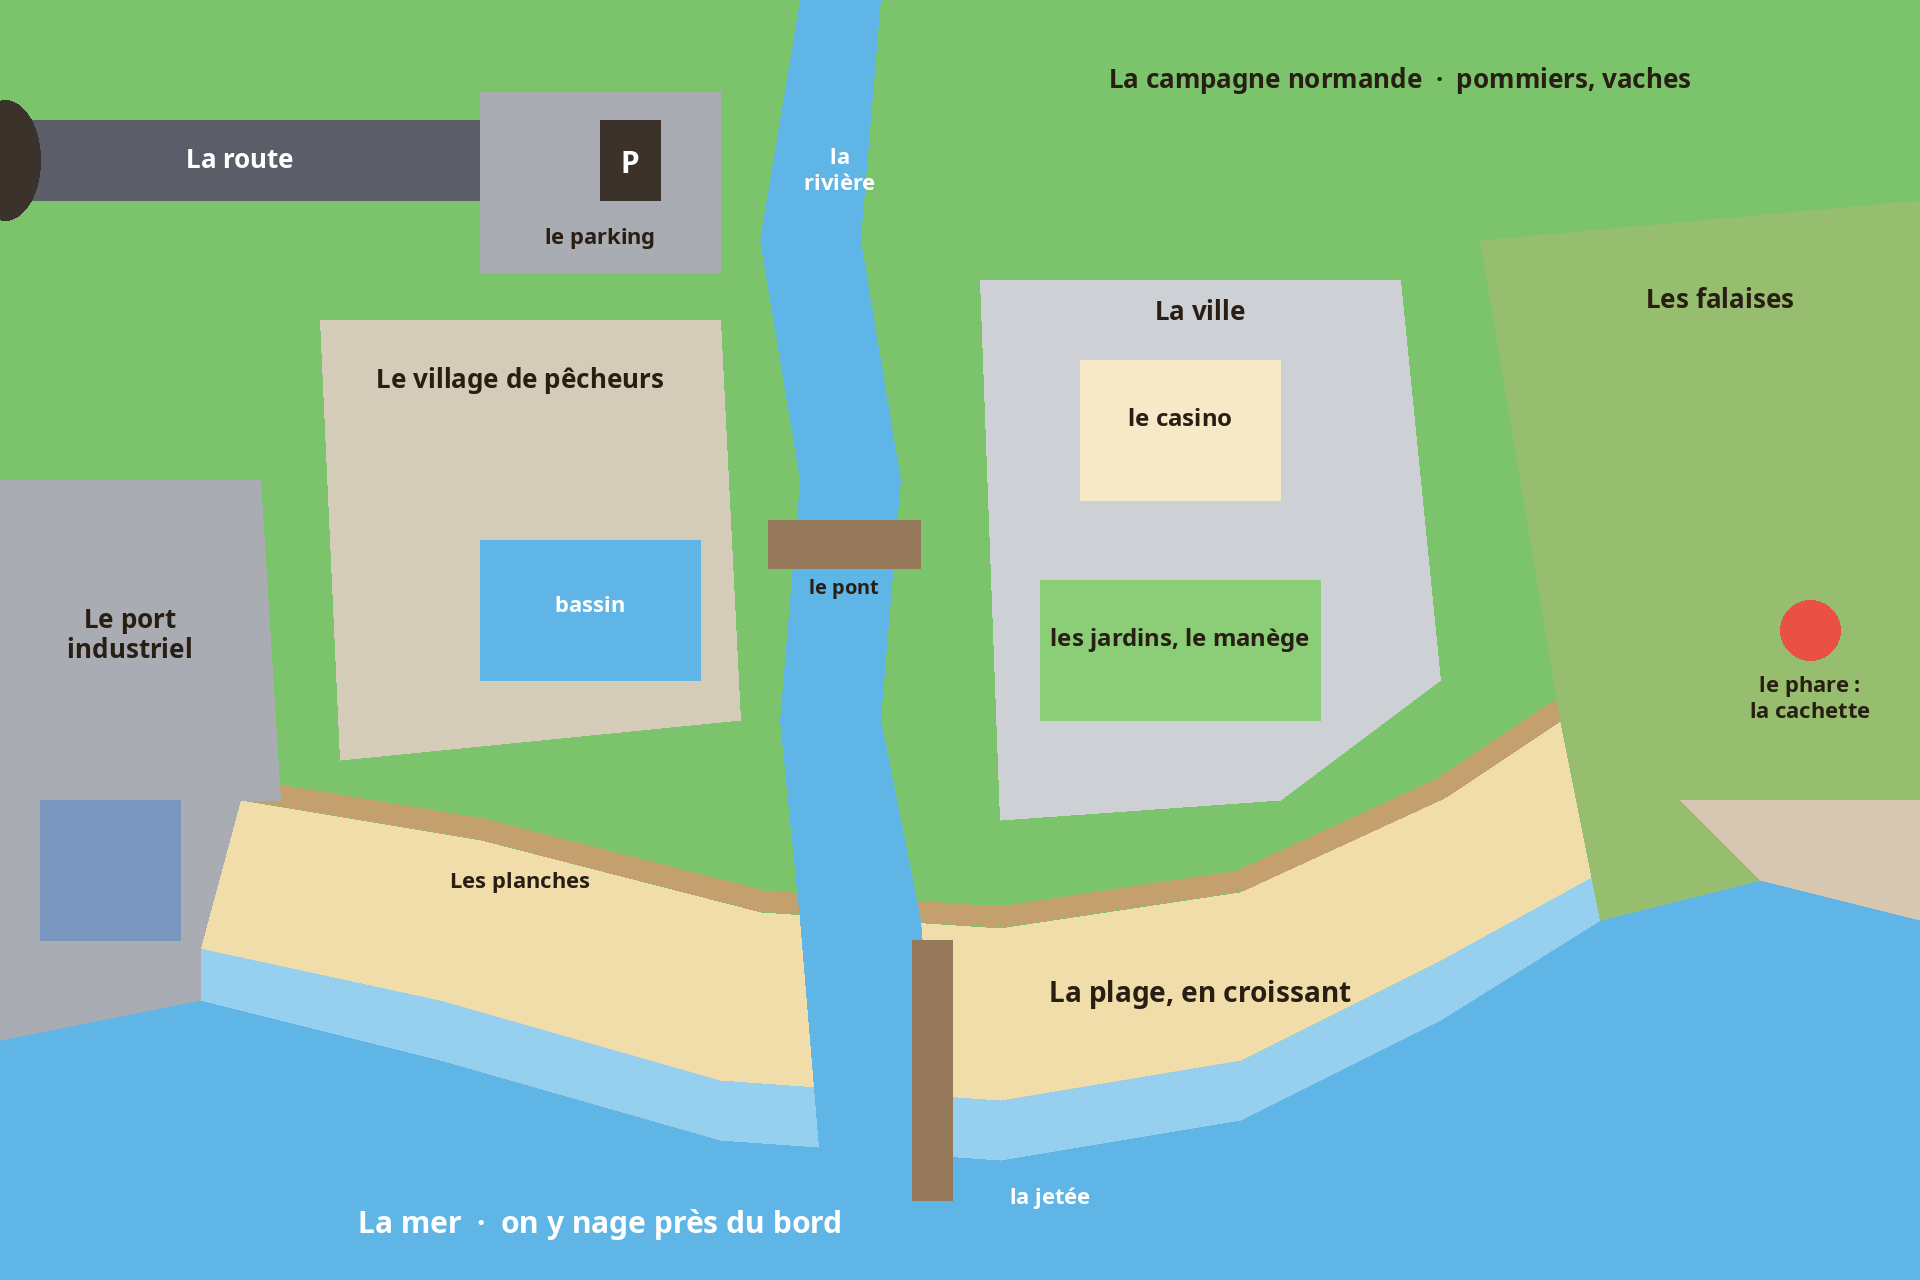 La campagne normande · pommiers, vaches
La route
P
la
rivière
le parking
Les falaises
La ville
Le village de pêcheurs
le casino
bassin
le pont
Le port
industriel
les jardins, le manège
le phare :
la cachette
Les planches
La plage, en croissant
la jetée
La mer · on y nage près du bord